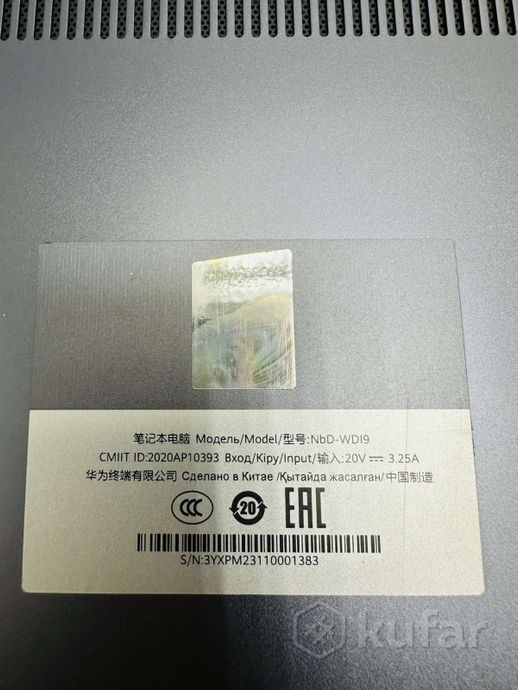 笔记本电脑 Модель/Model/型号:NbD-WDI9
CMIIT ID:2020AP10393 Вход/Кіру/Input/输入:20V ⎓ 3.25A
华为终端有限公司 Сделано в Китае /Қытайда жасалған/中国制造
CCC 20 EAC
S/N:3YXPM23110001383
kufar